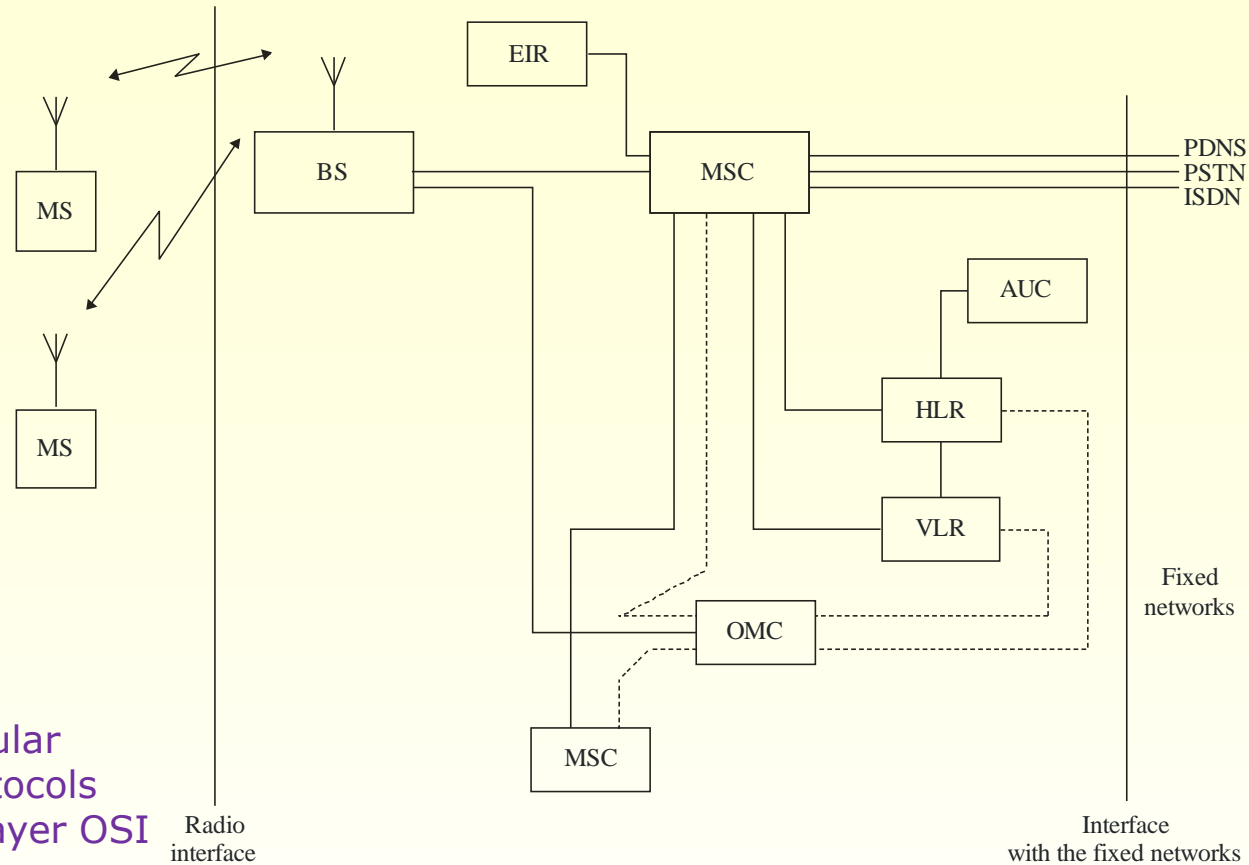 EIR
BS
MSC
PDNS
PSTN
ISDN
MS
AUC
HLR
MS
VLR
Fixed
networks
OMC
MSC
ular
tocols
ayer OSI
Radio
interface
Interface
with the fixed networks